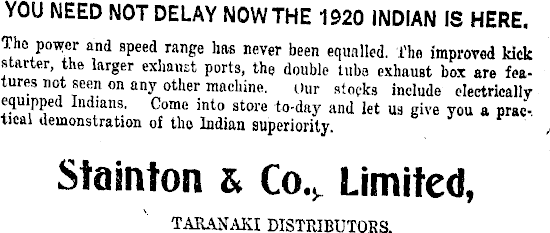 YOU NEED NOT DELAY NOW THE 1920 INDIAN IS HERE.
The power and speed range has never been equalled. The improved kick
starter, the larger exhaust ports, the double tube exhaust box are fea-
tures not seen on any other machine. Our stocks include electrically
equipped Indians. Come into store to-day and let us give you a prac-
tical demonstration of the Indian superiority.
Stainton & Co., Limited,
TARANAKI DISTRIBUTORS.